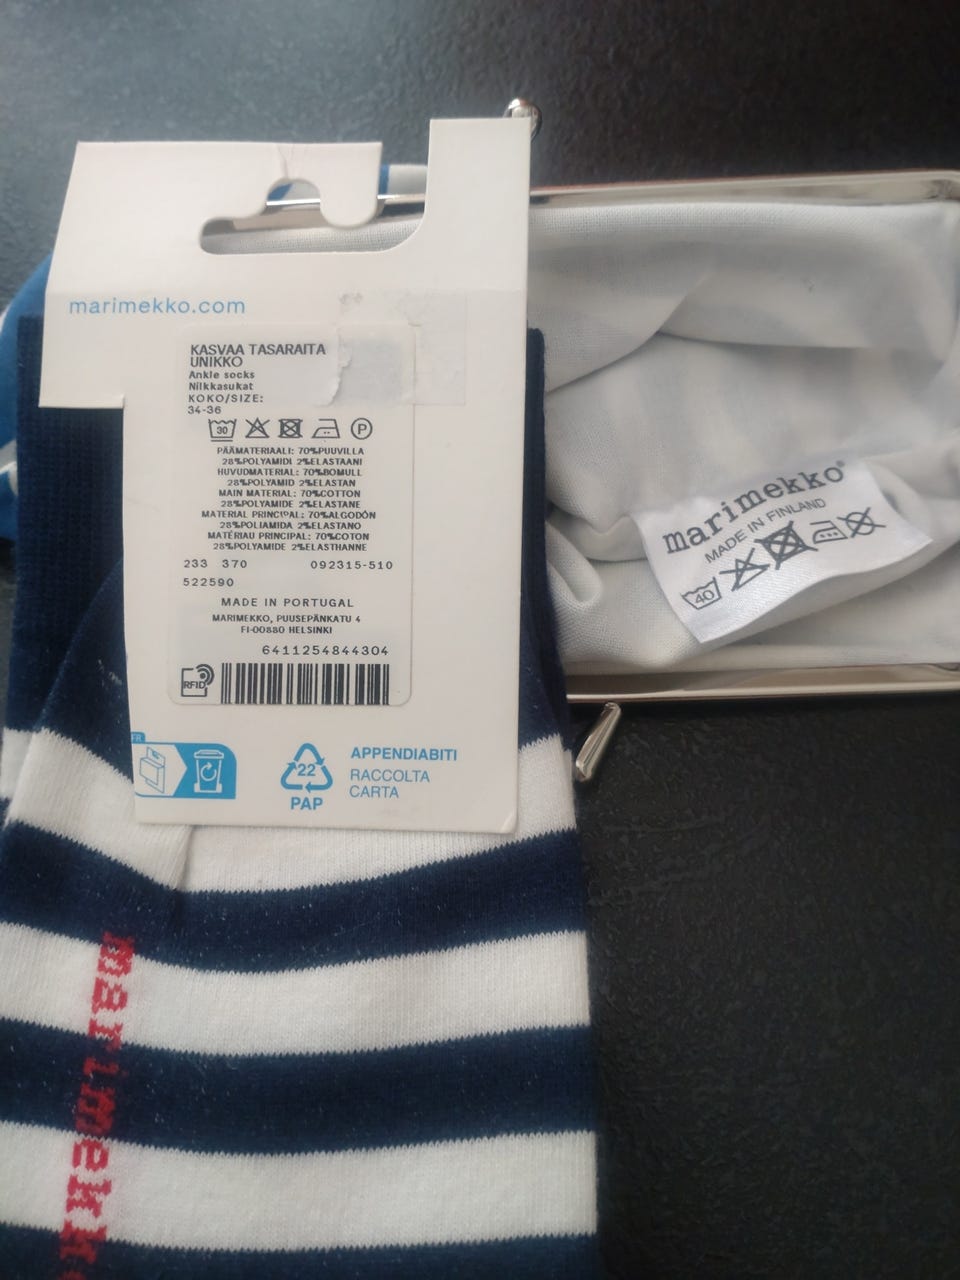 marimekko.com
KASVAA TASARAITA
UNIKKO
Ankle socks
Nilkkasukat
KOKO/SIZE:
34-36
30
P
PÄÄMATERIAALI: 70%PUUVILLA
28%POLYAMIDI 2%ELASTAANI
HUVUDMATERIAL: 70%BOMULL
28%POLYAMID 2%ELASTAN
MAIN MATERIAL: 70%COTTON
28%POLYAMIDE 2%ELASTANE
MATERIAL PRINCIPAL: 70%ALGODÓN
28%POLIAMIDA 2%ELASTANO
MATÉRIAU PRINCIPAL: 70%COTON
28%POLYAMIDE 2%ELASTHANNE
233 370 092315-510
522590
MADE IN PORTUGAL
MARIMEKKO, PUUSEPÄNKATU 4
FI-00880 HELSINKI
6411254844304
RFID
FR
22
PAP
APPENDIABITI
RACCOLTA
CARTA
marimekko®
MADE IN FINLAND
40
marimekk